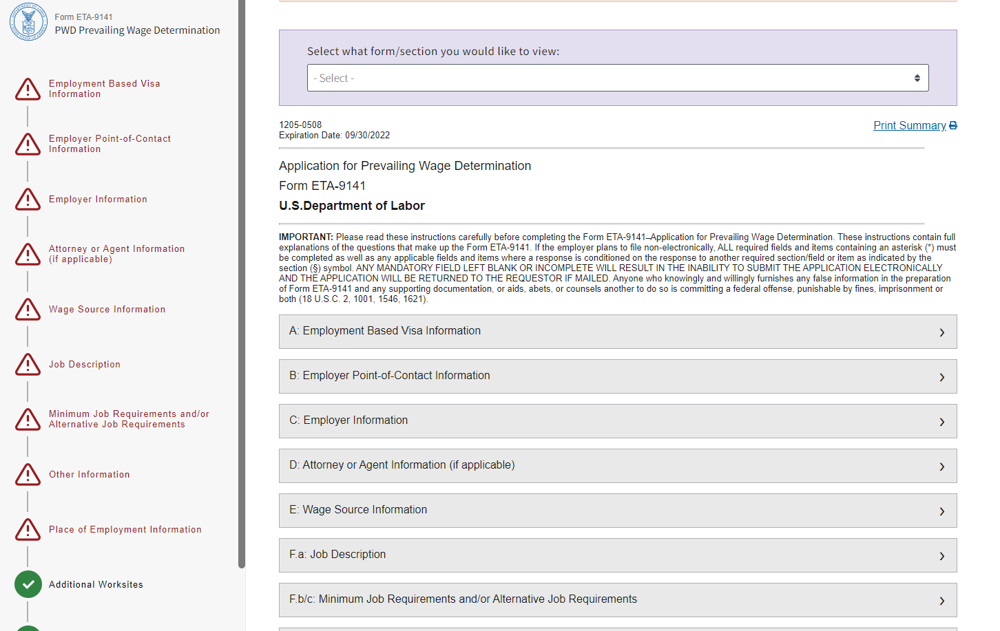 Form ETA-9141
PWD Prevailing Wage Determination
Employment Based Visa
Information
Employer Point-of-Contact
Information
Employer Information
Attorney or Agent Information
(if applicable)
Wage Source Information
Job Description
Minimum Job Requirements and/or
Alternative Job Requirements
Other Information
Place of Employment Information
Additional Worksites
Select what form/section you would like to view:
- Select -
1205-0508
Expiration Date: 09/30/2022
Print Summary
Application for Prevailing Wage Determination
Form ETA-9141
U.S.Department of Labor
IMPORTANT: Please read these instructions carefully before completing the Form ETA-9141–Application for Prevailing Wage Determination. These instructions contain full
explanations of the questions that make up the Form ETA-9141. If the employer plans to file non-electronically, ALL required fields and items containing an asterisk (*) must
be completed as well as any applicable fields and items where a response is conditioned on the response to another required section/field or item as indicated by the
section (§) symbol. ANY MANDATORY FIELD LEFT BLANK OR INCOMPLETE WILL RESULT IN THE INABILITY TO SUBMIT THE APPLICATION ELECTRONICALLY
AND THE APPLICATION WILL BE RETURNED TO THE REQUESTOR IF MAILED. Anyone who knowingly and willingly furnishes any false information in the preparation
of Form ETA-9141 and any supporting documentation, or aids, abets, or counsels another to do so is committing a federal offense, punishable by fines, imprisonment or
both (18 U.S.C. 2, 1001, 1546, 1621).
A: Employment Based Visa Information
B: Employer Point-of-Contact Information
C: Employer Information
D: Attorney or Agent Information (if applicable)
E: Wage Source Information
F.a: Job Description
F.b/c: Minimum Job Requirements and/or Alternative Job Requirements